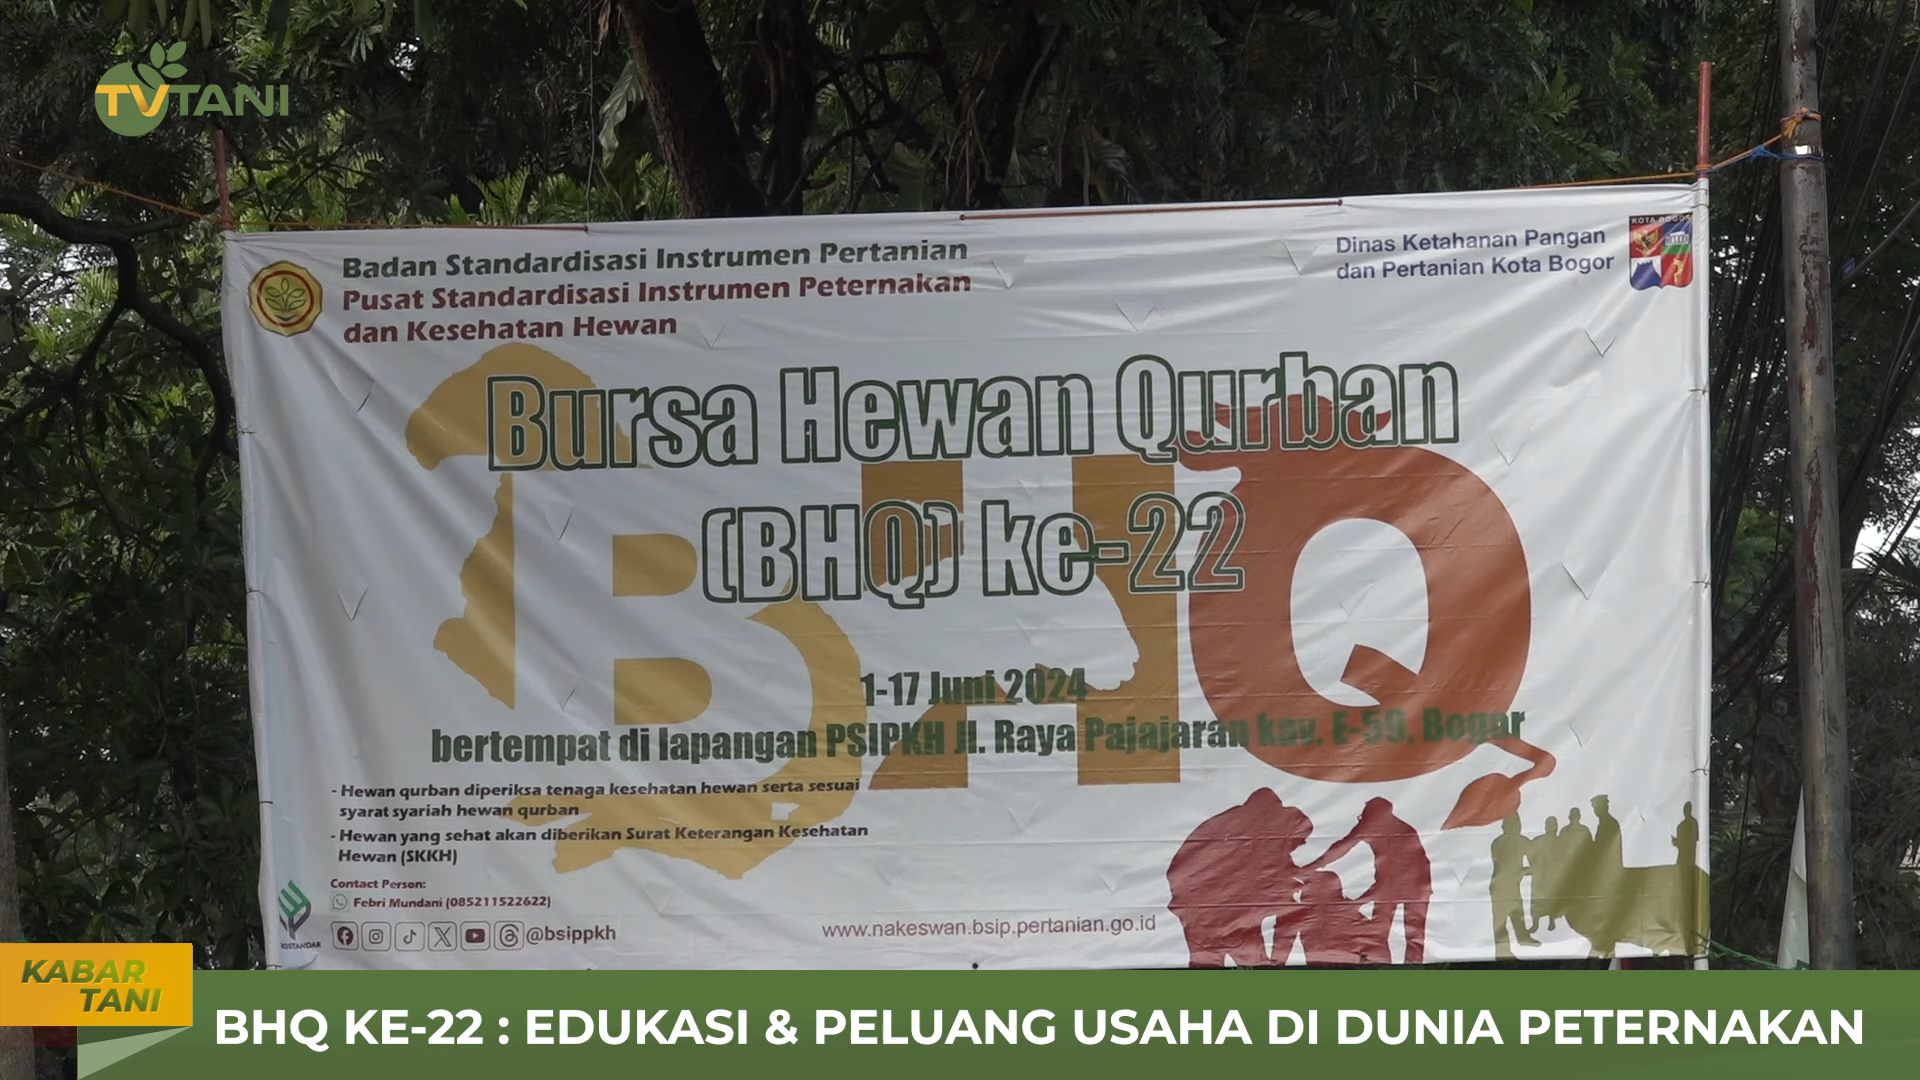 TVTANI
Badan Standardisasi Instrumen Pertanian
Pusat Standardisasi Instrumen Peternakan
dan Kesehatan Hewan
Dinas Ketahanan Pangan
dan Pertanian Kota Bogor
KOTA BOGOR
Bursa Hewan Qurban
(BHQ) ke-22
BHQ
1-17 Juni 2024
bertempat di lapangan PSIPKH Jl. Raya Pajajaran kav. E-59, Bogor
- Hewan qurban diperiksa tenaga kesehatan hewan serta sesuai
syarat syariah hewan qurban
- Hewan yang sehat akan diberikan Surat Keterangan Kesehatan
Hewan (SKKH)
Contact Person:
Febri Mundani (085211522622)
@bsippkh
www.nakeswan.bsip.pertanian.go.id
KABAR
TANI
BHQ KE-22 : EDUKASI & PELUANG USAHA DI DUNIA PETERNAKAN